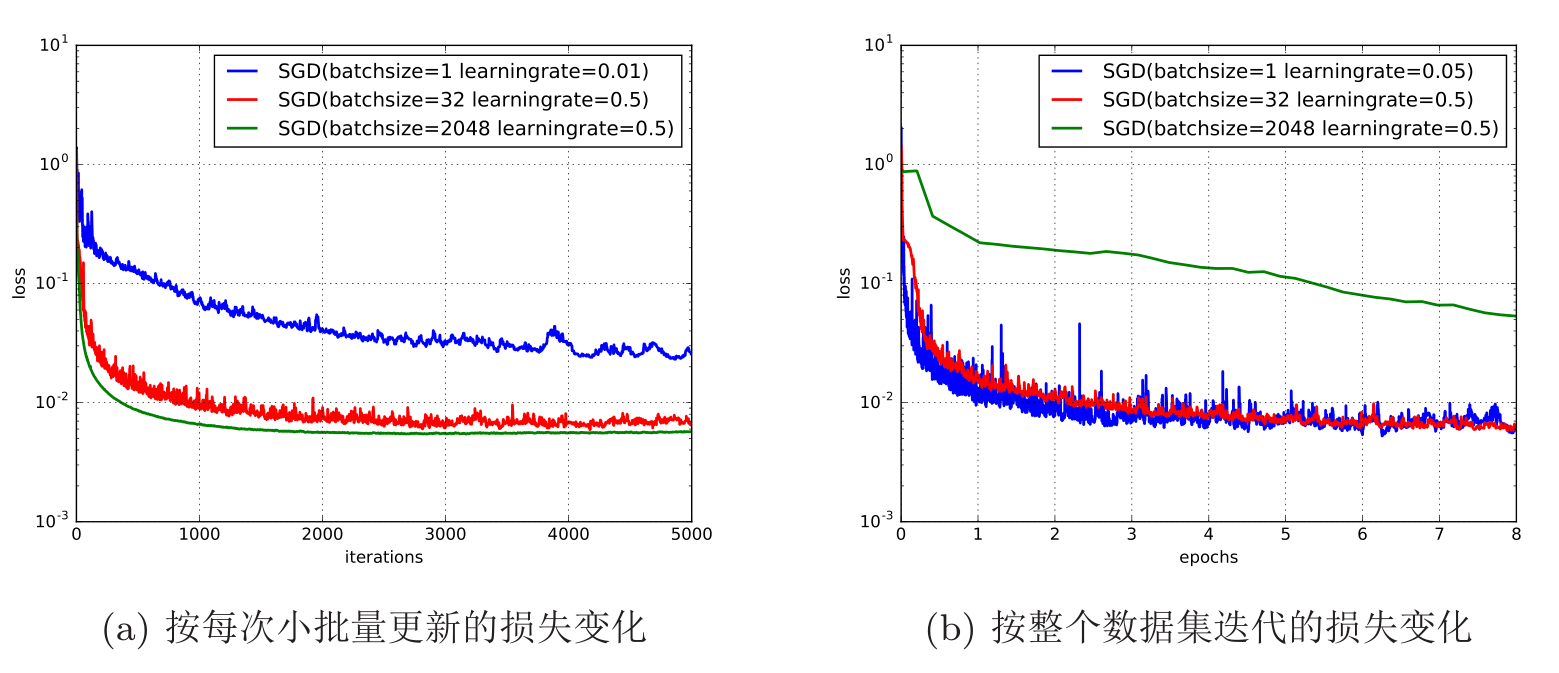 10^1
10^0
10^-1
10^-2
10^-3
loss
SGD(batchsize=1 learningrate=0.01)
SGD(batchsize=32 learningrate=0.5)
SGD(batchsize=2048 learningrate=0.5)
0 1000 2000 3000 4000 5000
iterations
(a) 按每次小批量更新的损失变化
10^1
10^0
10^-1
10^-2
10^-3
loss
SGD(batchsize=1 learningrate=0.05)
SGD(batchsize=32 learningrate=0.5)
SGD(batchsize=2048 learningrate=0.5)
0 1 2 3 4 5 6 7 8
epochs
(b) 按整个数据集迭代的损失变化